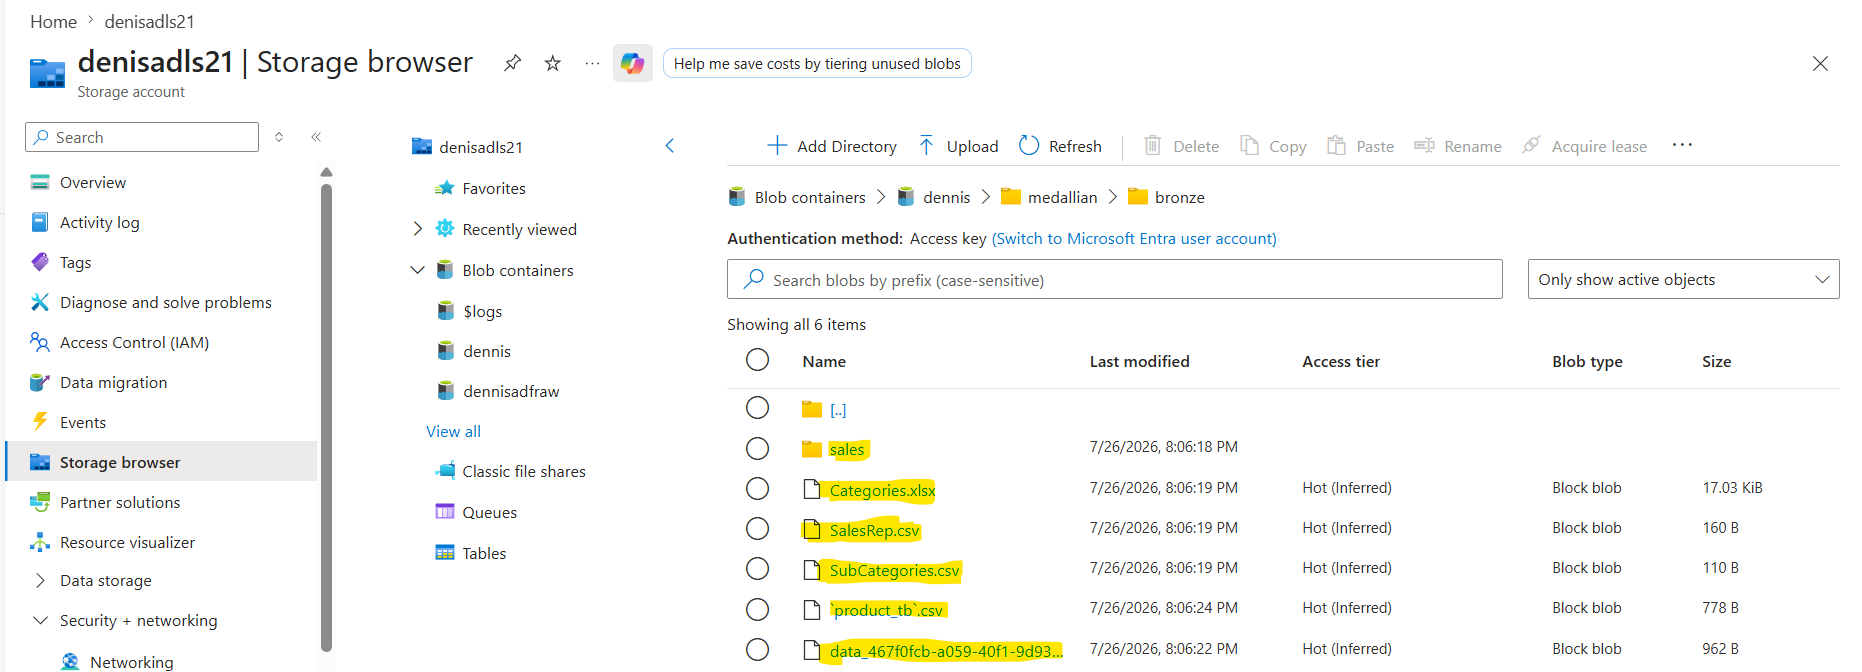 Home > denisadls21
denisadls21 | Storage browser
Help me save costs by tiering unused blobs
Storage account
Search
Overview
Activity log
Tags
Diagnose and solve problems
Access Control (IAM)
Data migration
Events
Storage browser
Partner solutions
Resource visualizer
Data storage
Security + networking
Networking
denisadls21
Favorites
Recently viewed
Blob containers
$logs
dennis
dennisadfraw
View all
Classic file shares
Queues
Tables
Add Directory Upload Refresh Delete Copy Paste Rename Acquire lease
Blob containers > dennis > medallian > bronze
Authentication method: Access key (Switch to Microsoft Entra user account)
Search blobs by prefix (case-sensitive)
Only show active objects
Showing all 6 items
Name Last modified Access tier Blob type Size
[..]
sales 7/26/2026, 8:06:18 PM
Categories.xlsx 7/26/2026, 8:06:19 PM Hot (Inferred) Block blob 17.03 KiB
SalesRep.csv 7/26/2026, 8:06:19 PM Hot (Inferred) Block blob 160 B
SubCategories.csv 7/26/2026, 8:06:19 PM Hot (Inferred) Block blob 110 B
`product_tb`.csv 7/26/2026, 8:06:24 PM Hot (Inferred) Block blob 778 B
data_467f0fcb-a059-40f1-9d93... 7/26/2026, 8:06:22 PM Hot (Inferred) Block blob 962 B